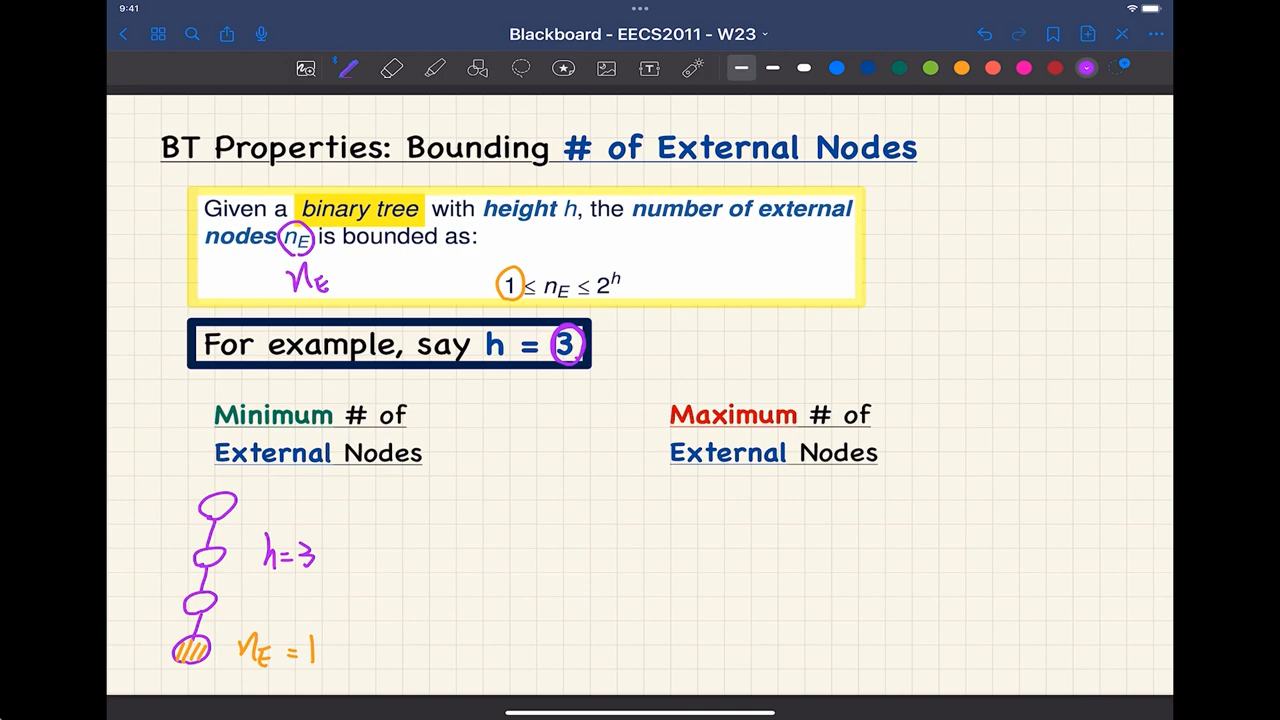 9:41
Blackboard - EECS2011 - W23
BT Properties: Bounding # of External Nodes
Given a binary tree with height h, the number of external
nodes nE is bounded as:
nE
1 ≤ nE ≤ 2^h
For example, say h = 3
Minimum # of
External Nodes
Maximum # of
External Nodes
h=3
nE = 1